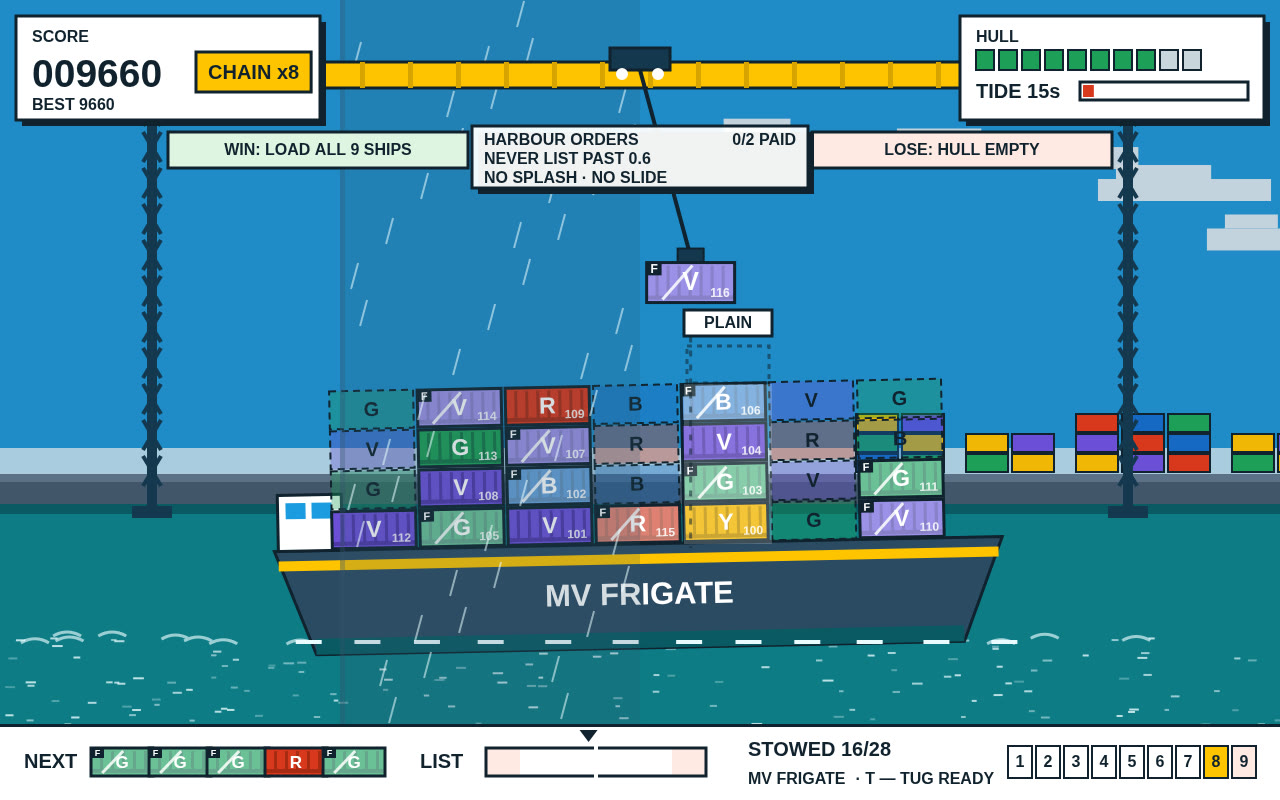 SCORE
009660
CHAIN x8
BEST 9660
HULL
TIDE 15s
WIN: LOAD ALL 9 SHIPS
HARBOUR ORDERS 0/2 PAID
NEVER LIST PAST 0.6
NO SPLASH · NO SLIDE
LOSE: HULL EMPTY
F V 116
PLAIN
G F V 114 R 109 B F B 106 V G
V G 113 F V 107 R V 104 R B
G V 108 F B 102 B F G 103 V F G 111
V 112 F G 105 V 101 F R 115 Y 100 G F V 110
MV FRIGATE
NEXT F G F G F G R F G
LIST
STOWED 16/28
MV FRIGATE · T — TUG READY
1 2 3 4 5 6 7 8 9